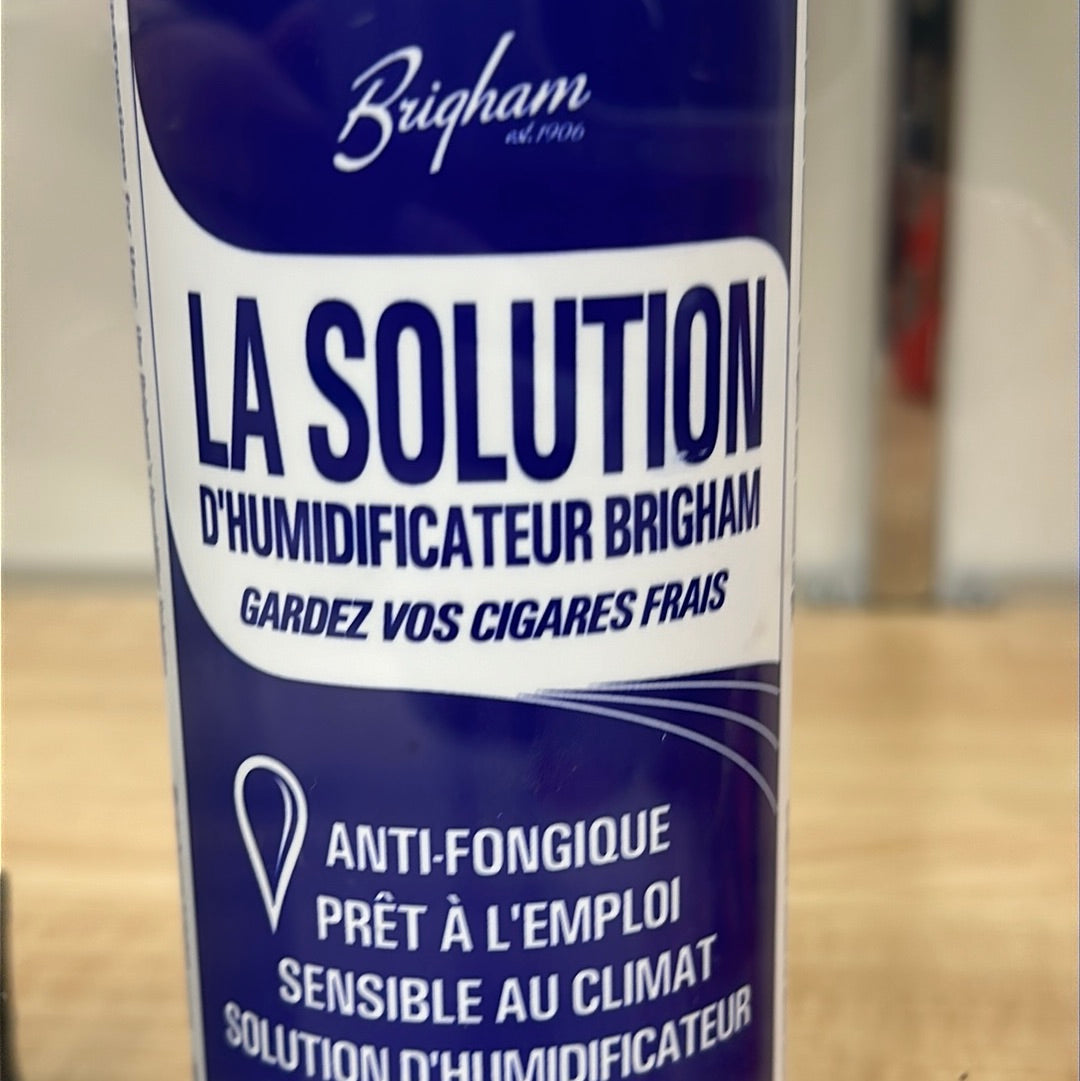 Brigham
est. 1906
LA SOLUTION
D'HUMIDIFICATEUR BRIGHAM
GARDEZ VOS CIGARES FRAIS
ANTI-FONGIQUE
PRÊT À L'EMPLOI
SENSIBLE AU CLIMAT
SOLUTION D'HUMIDIFICATEUR